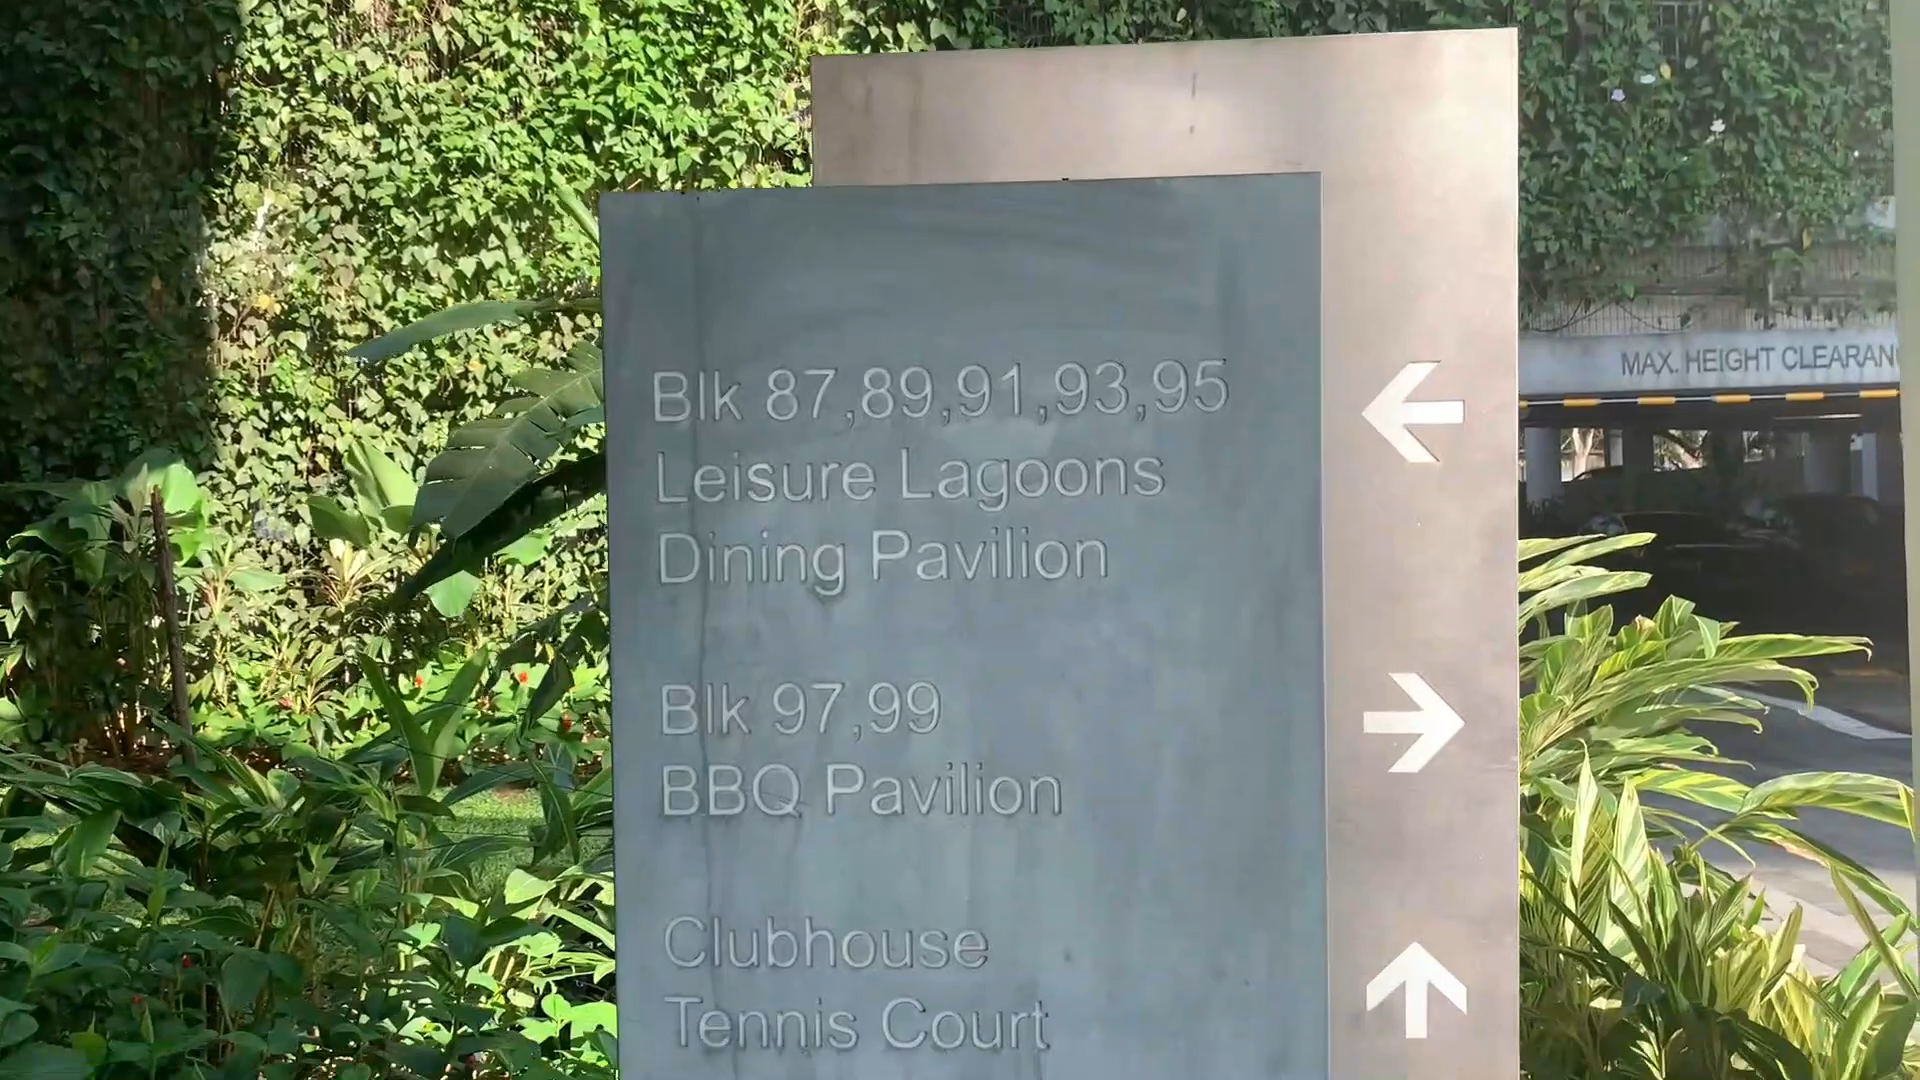 Blk 87,89,91,93,95
Leisure Lagoons
Dining Pavilion
Blk 97,99
BBQ Pavilion
Clubhouse
Tennis Court
MAX. HEIGHT